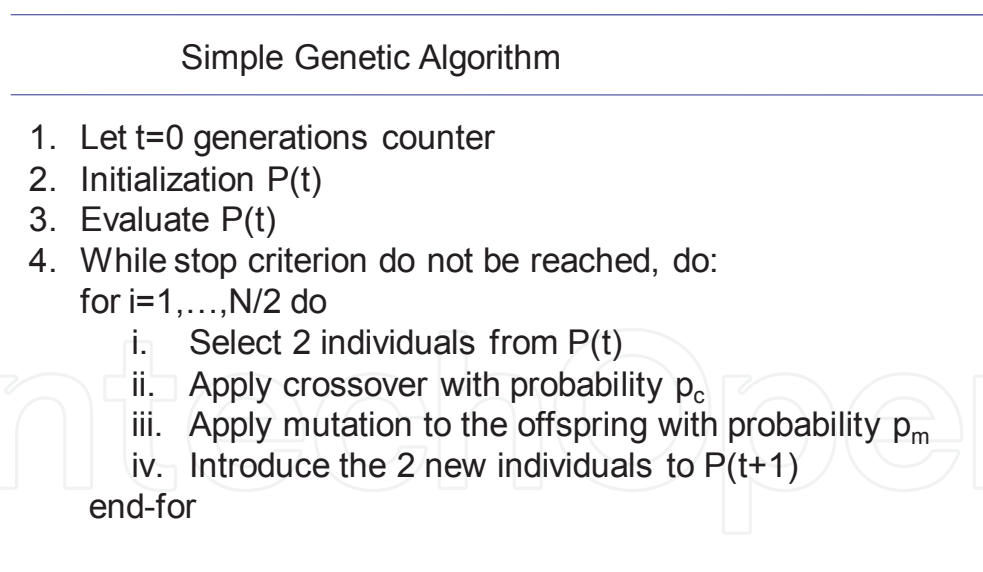 Simple Genetic Algorithm
1. Let t=0 generations counter
2. Initialization P(t)
3. Evaluate P(t)
4. While stop criterion do not be reached, do:
for i=1,…,N/2 do
i. Select 2 individuals from P(t)
ii. Apply crossover with probability pc
iii. Apply mutation to the offspring with probability pm
iv. Introduce the 2 new individuals to P(t+1)
end-for